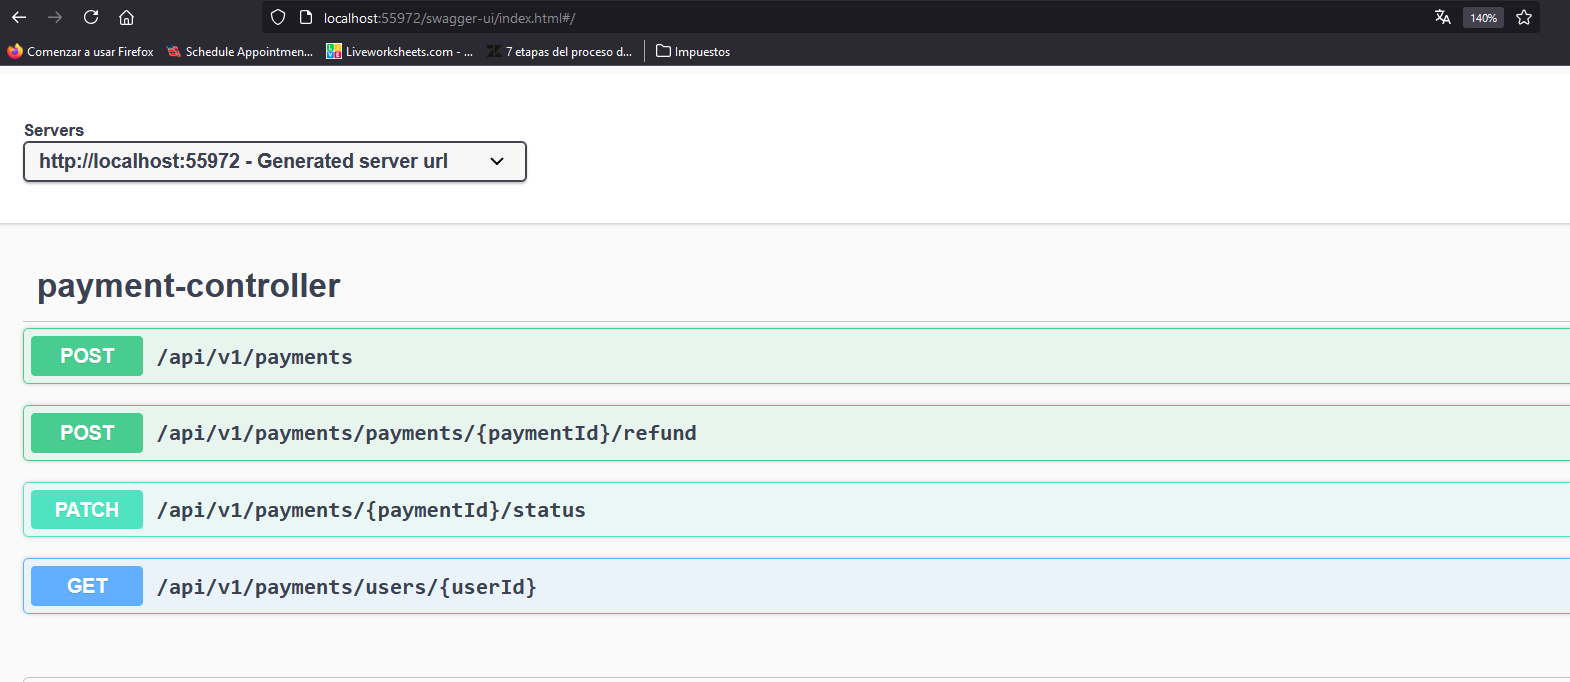 localhost:55972/swagger-ui/index.html#/
140%
Comenzar a usar Firefox
Schedule Appointmen...
Liveworksheets.com - ...
7 etapas del proceso d...
Impuestos
Servers
http://localhost:55972 - Generated server url
payment-controller
POST /api/v1/payments
POST /api/v1/payments/payments/{paymentId}/refund
PATCH /api/v1/payments/{paymentId}/status
GET /api/v1/payments/users/{userId}